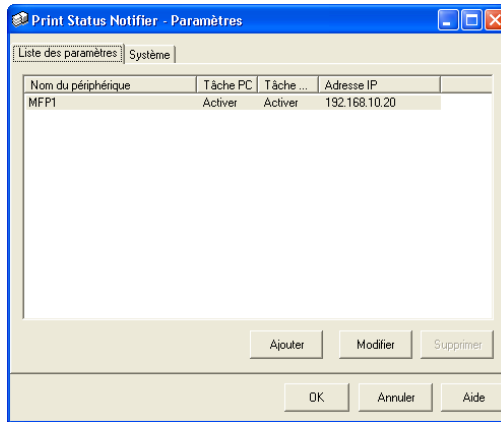 Print Status Notifier - Paramètres
Liste des paramètres Système
Nom du périphérique Tâche PC Tâche ... Adresse IP
MFP1 Activer Activer 192.168.10.20
Ajouter Modifier Supprimer
OK Annuler Aide